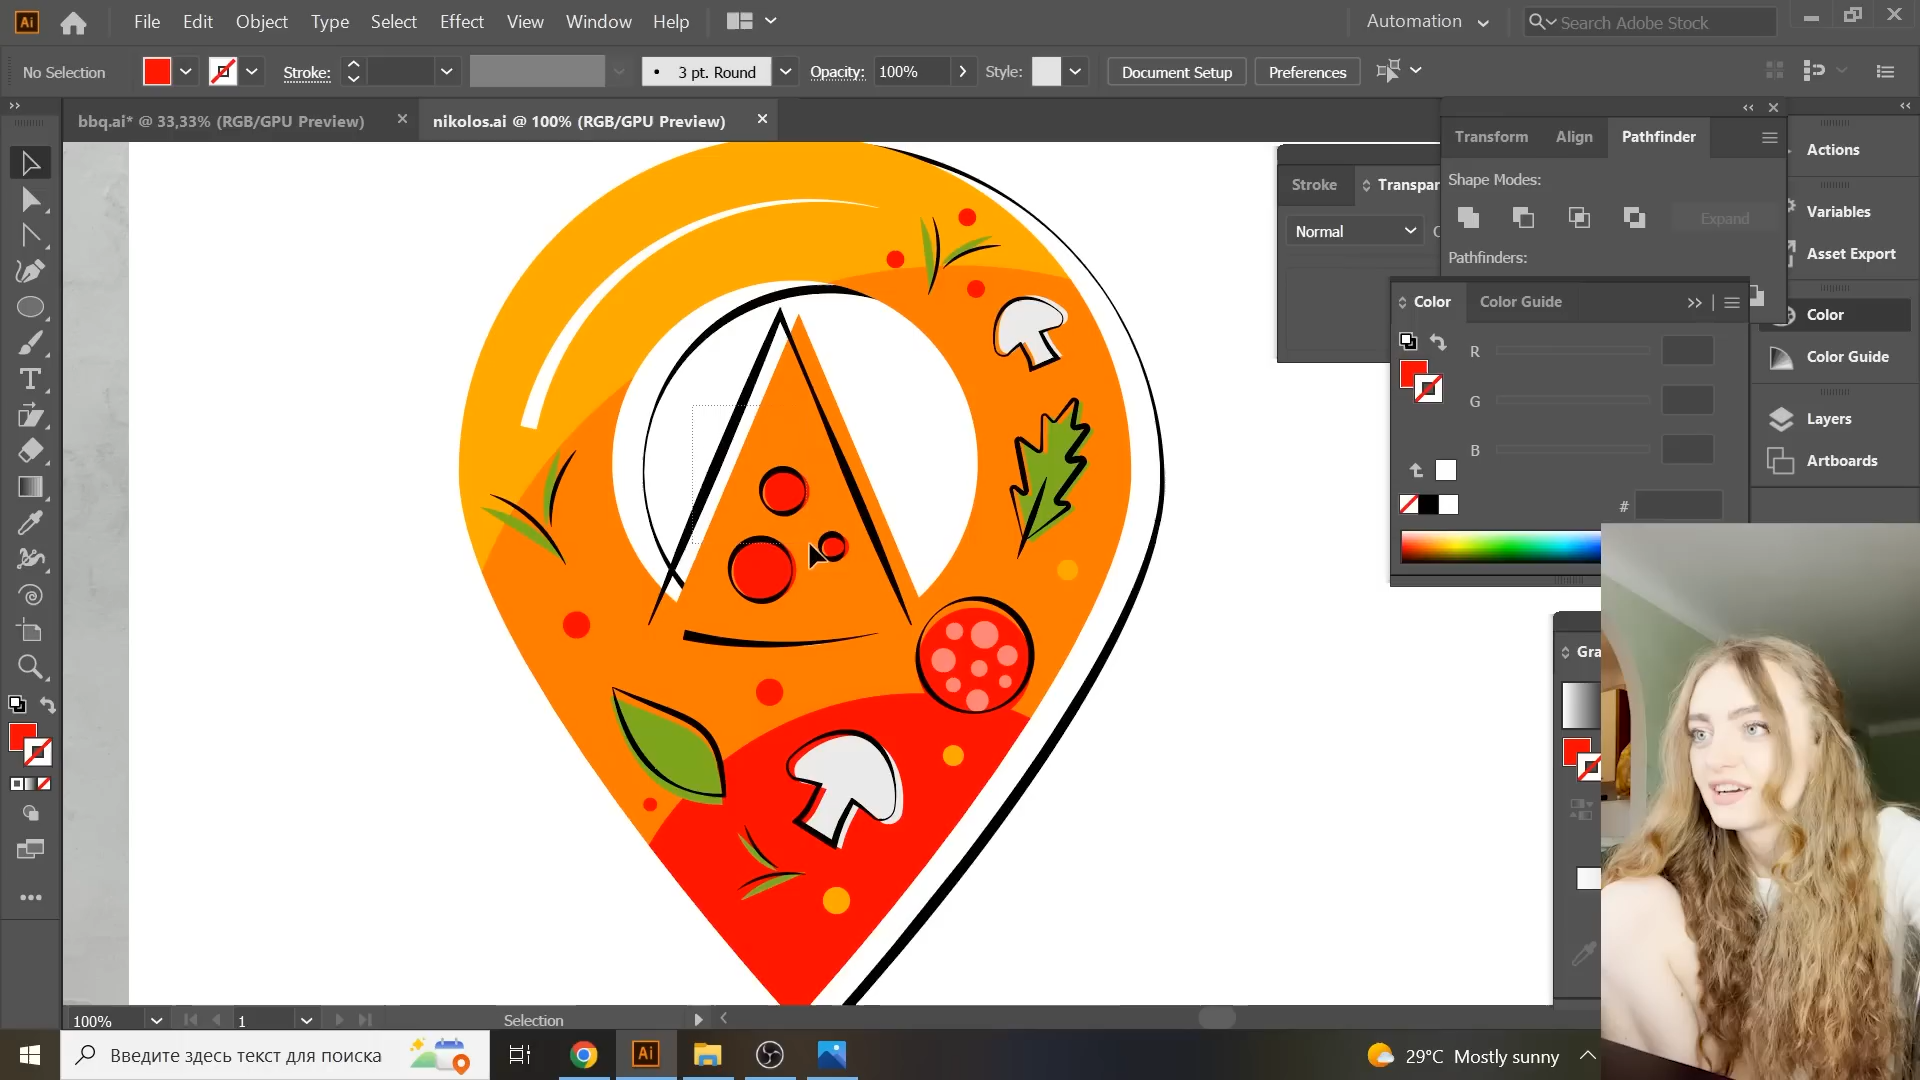 Ai File Edit Object Type Select Effect View Window Help Automation Search Adobe Stock
No Selection Stroke: 3 pt. Round Opacity: 100% Style: Document Setup Preferences
bbq.ai* @ 33,33% (RGB/GPU Preview) nikolos.ai @ 100% (RGB/GPU Preview)
Transform Align Pathfinder
Shape Modes:
Expand
Pathfinders:
Stroke Transpar
Normal
Color Color Guide
R
G
B
#
Gra
Actions
Variables
Asset Export
Color
Color Guide
Layers
Artboards
100% 1 Selection
Введите здесь текст для поиска Ai 29°C Mostly sunny